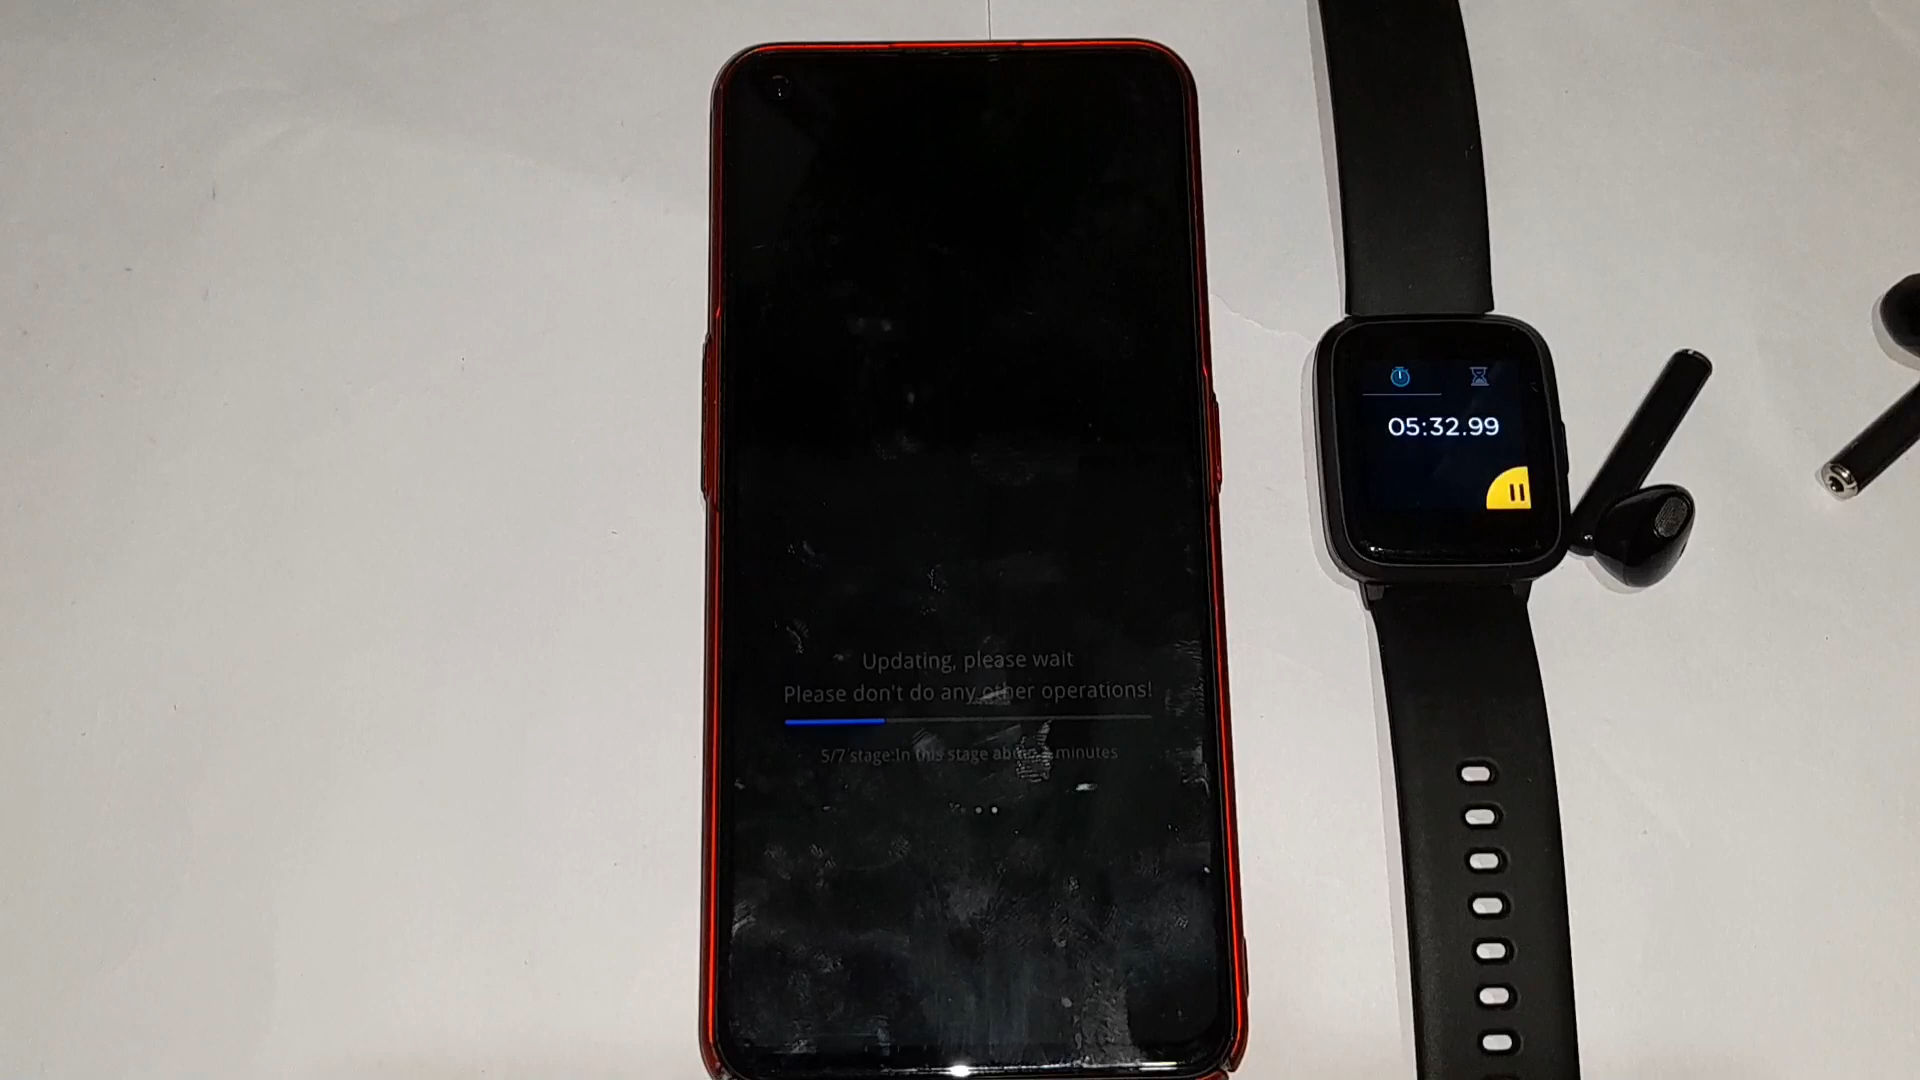 Updating, please wait
Please don't do any other operations!
5/7 stage:In this stage about minutes
05:32.99